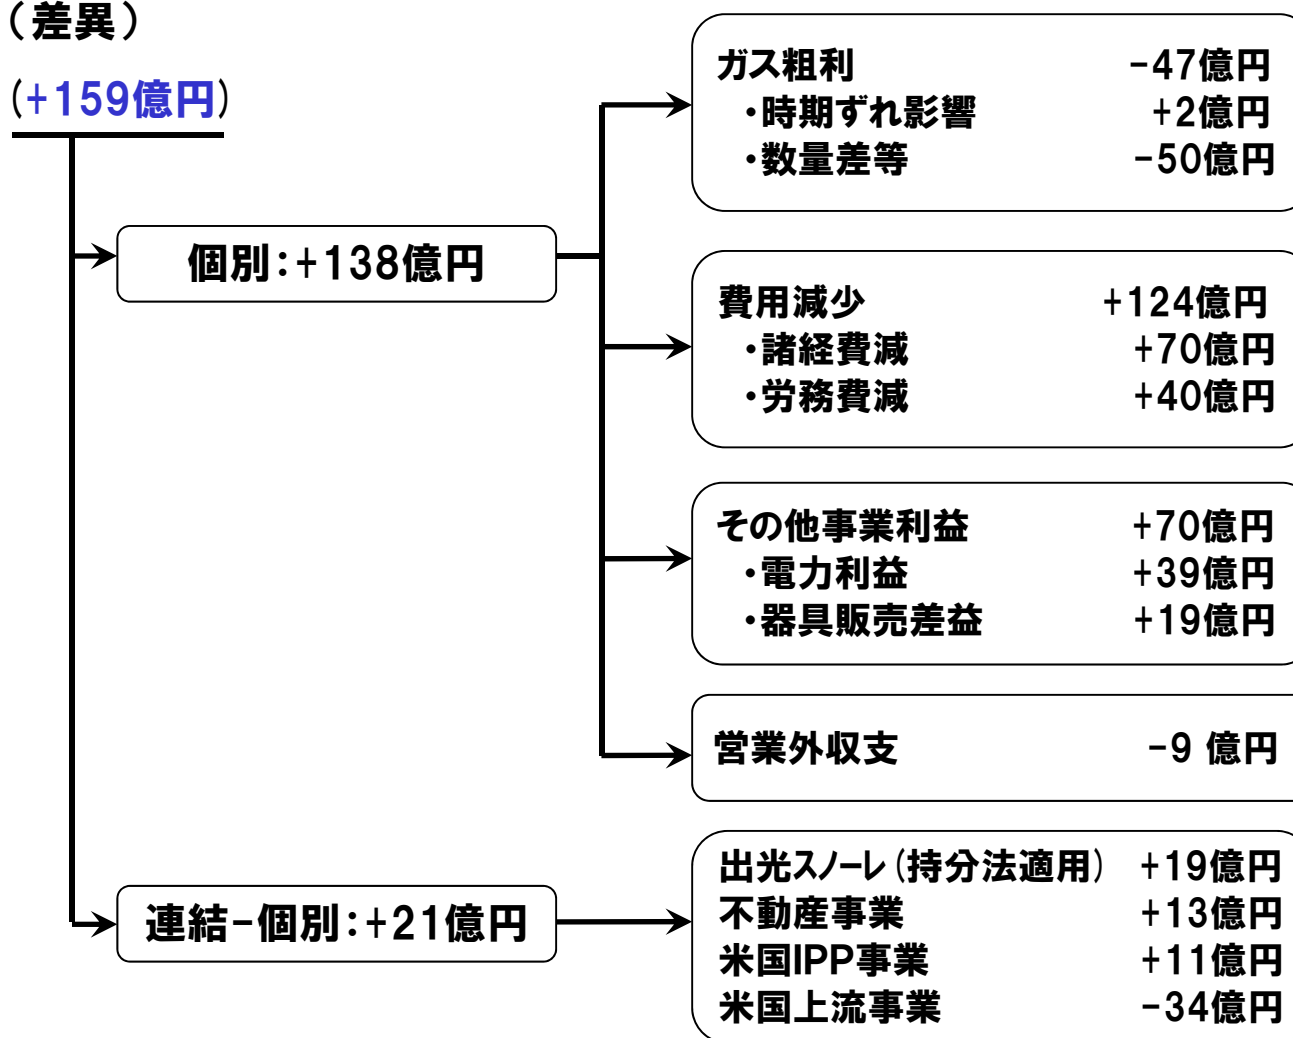 （差異）
(+159億円)
個別：+138億円
連結－個別：+21億円
ガス粗利 －47億円
・時期ずれ影響 +2億円
・数量差等 －50億円
費用減少 +124億円
・諸経費減 +70億円
・労務費減 +40億円
その他事業利益 +70億円
・電力利益 +39億円
・器具販売差益 +19億円
営業外収支 －9 億円
出光スノーレ（持分法適用） +19億円
不動産事業 +13億円
米国IPP事業 +11億円
米国上流事業 －34億円